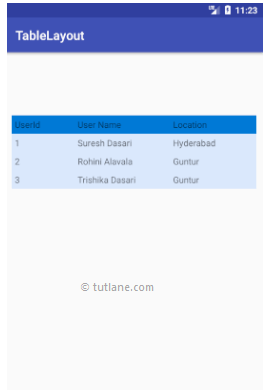 11:23
TableLayout
UserId User Name Location
1 Suresh Dasari Hyderabad
2 Rohini Alavala Guntur
3 Trishika Dasari Guntur
© tutlane.com